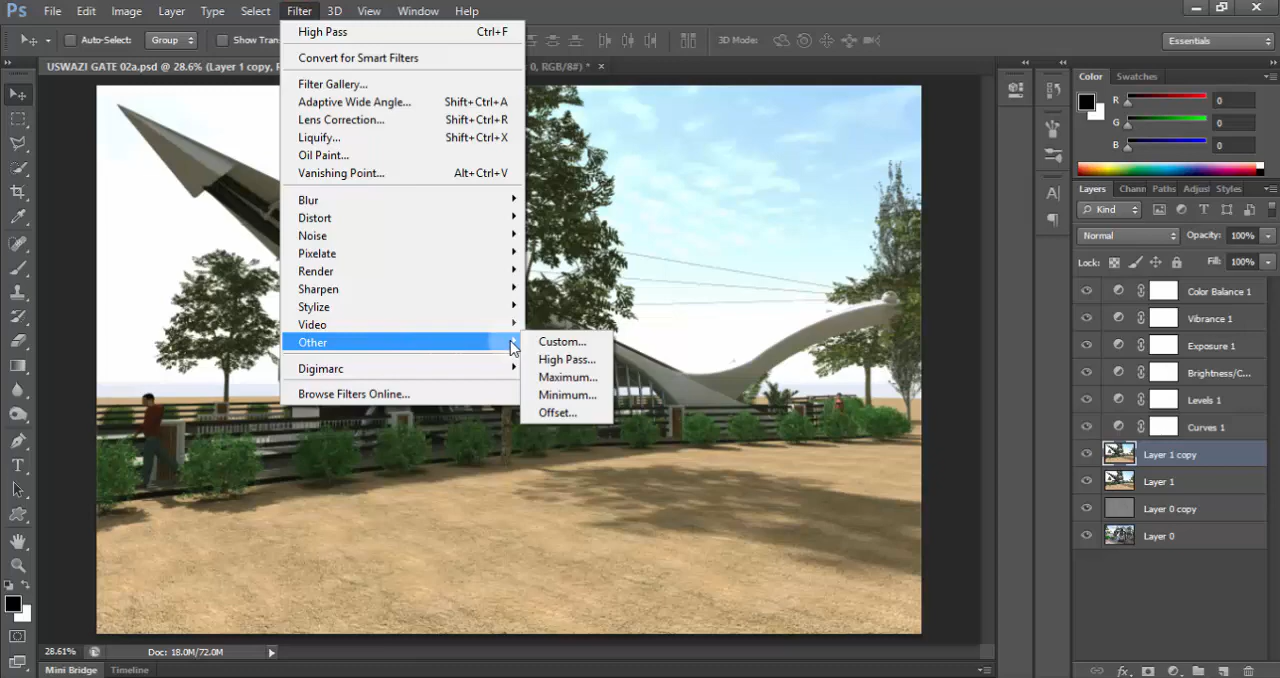 Ps File Edit Image Layer Type Select Filter 3D View Window Help
Auto-Select: Group Show Tran 3D Mode: Essentials
USWAZI GATE 02a.psd @ 28.6% (Layer 1 copy, R 0, RGB/8#) * ×
High Pass Ctrl+F
Convert for Smart Filters
Filter Gallery...
Adaptive Wide Angle... Shift+Ctrl+A
Lens Correction... Shift+Ctrl+R
Liquify... Shift+Ctrl+X
Oil Paint...
Vanishing Point... Alt+Ctrl+V
Blur
Distort
Noise
Pixelate
Render
Sharpen
Stylize
Video
Other
Digimarc
Browse Filters Online...
Custom...
High Pass...
Maximum...
Minimum...
Offset...
Color Swatches
R 0
G 0
B 0
Layers Chann Paths Adjust Styles
Kind T
Normal Opacity: 100%
Lock: Fill: 100%
Color Balance 1
Vibrance 1
Exposure 1
Brightness/C...
Levels 1
Curves 1
Layer 1 copy
Layer 1
Layer 0 copy
Layer 0
28.61% Doc: 18.0M/72.0M
Mini Bridge Timeline
fx